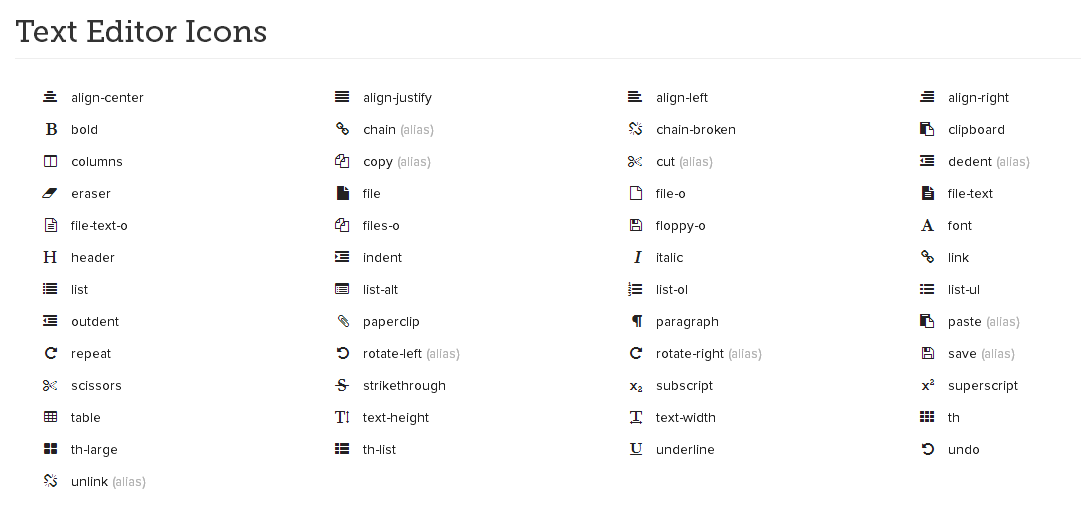 Text Editor Icons
align-center align-justify align-left align-right
bold chain (alias) chain-broken clipboard
columns copy (alias) cut (alias) dedent (alias)
eraser file file-o file-text
file-text-o files-o floppy-o font
header indent italic link
list list-alt list-ol list-ul
outdent paperclip paragraph paste (alias)
repeat rotate-left (alias) rotate-right (alias) save (alias)
scissors strikethrough subscript superscript
table text-height text-width th
th-large th-list underline undo
unlink (alias)